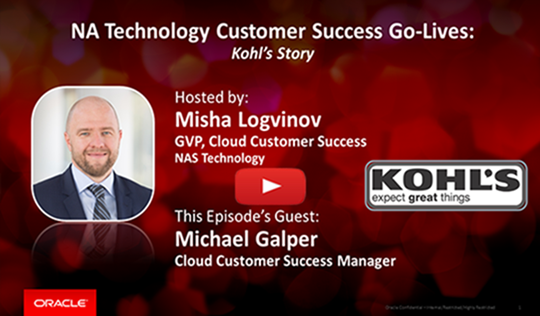 NA Technology Customer Success Go-Lives:
Kohl's Story
Hosted by:
Misha Logvinov
GVP, Cloud Customer Success
NAS Technology
KOHL'S
expect great things
This Episode's Guest:
Michael Galper
Cloud Customer Success Manager
ORACLE